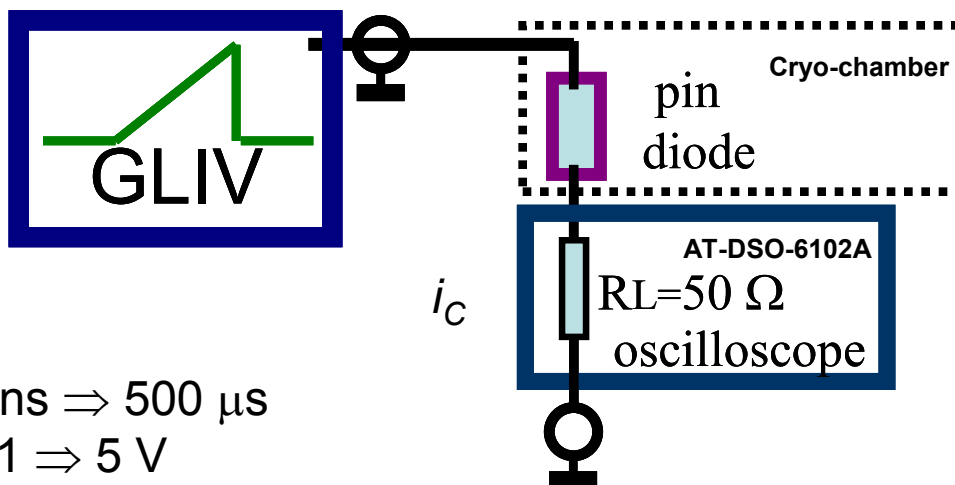 GLIV
Cryo-chamber
pin
diode
AT-DSO-6102A
RL=50 Ω
oscilloscope
i_C
ns ⇒ 500 μs
1 ⇒ 5 V